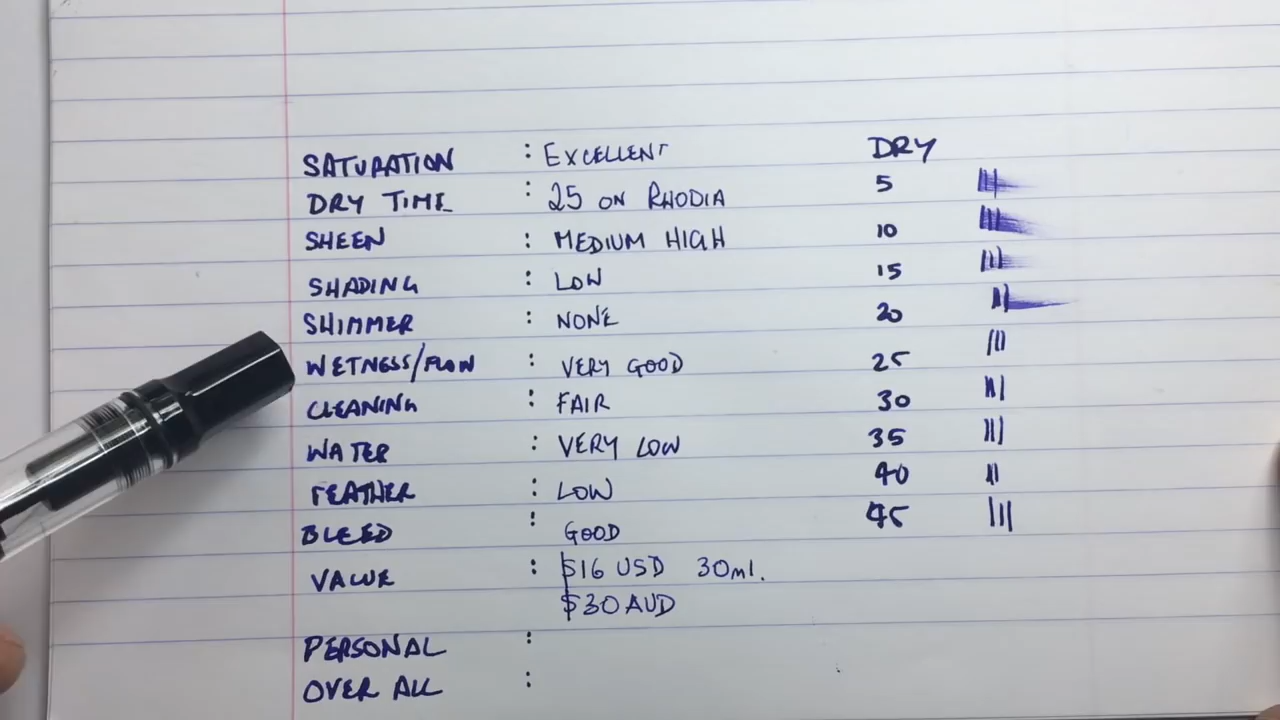 SATURATION : EXCELLENT DRY
DRY TIME : 25 ON RHODIA 5
SHEEN : MEDIUM HIGH 10
SHADING : LOW 15
SHIMMER : NONE 20
WETNESS/FLOW : VERY GOOD 25
CLEANING : FAIR 30
WATER : VERY LOW 35
FEATHER : LOW 40
BLEED : GOOD 45
VALUE : $16 USD 30ml.
$30 AUD
PERSONAL :
OVER ALL :